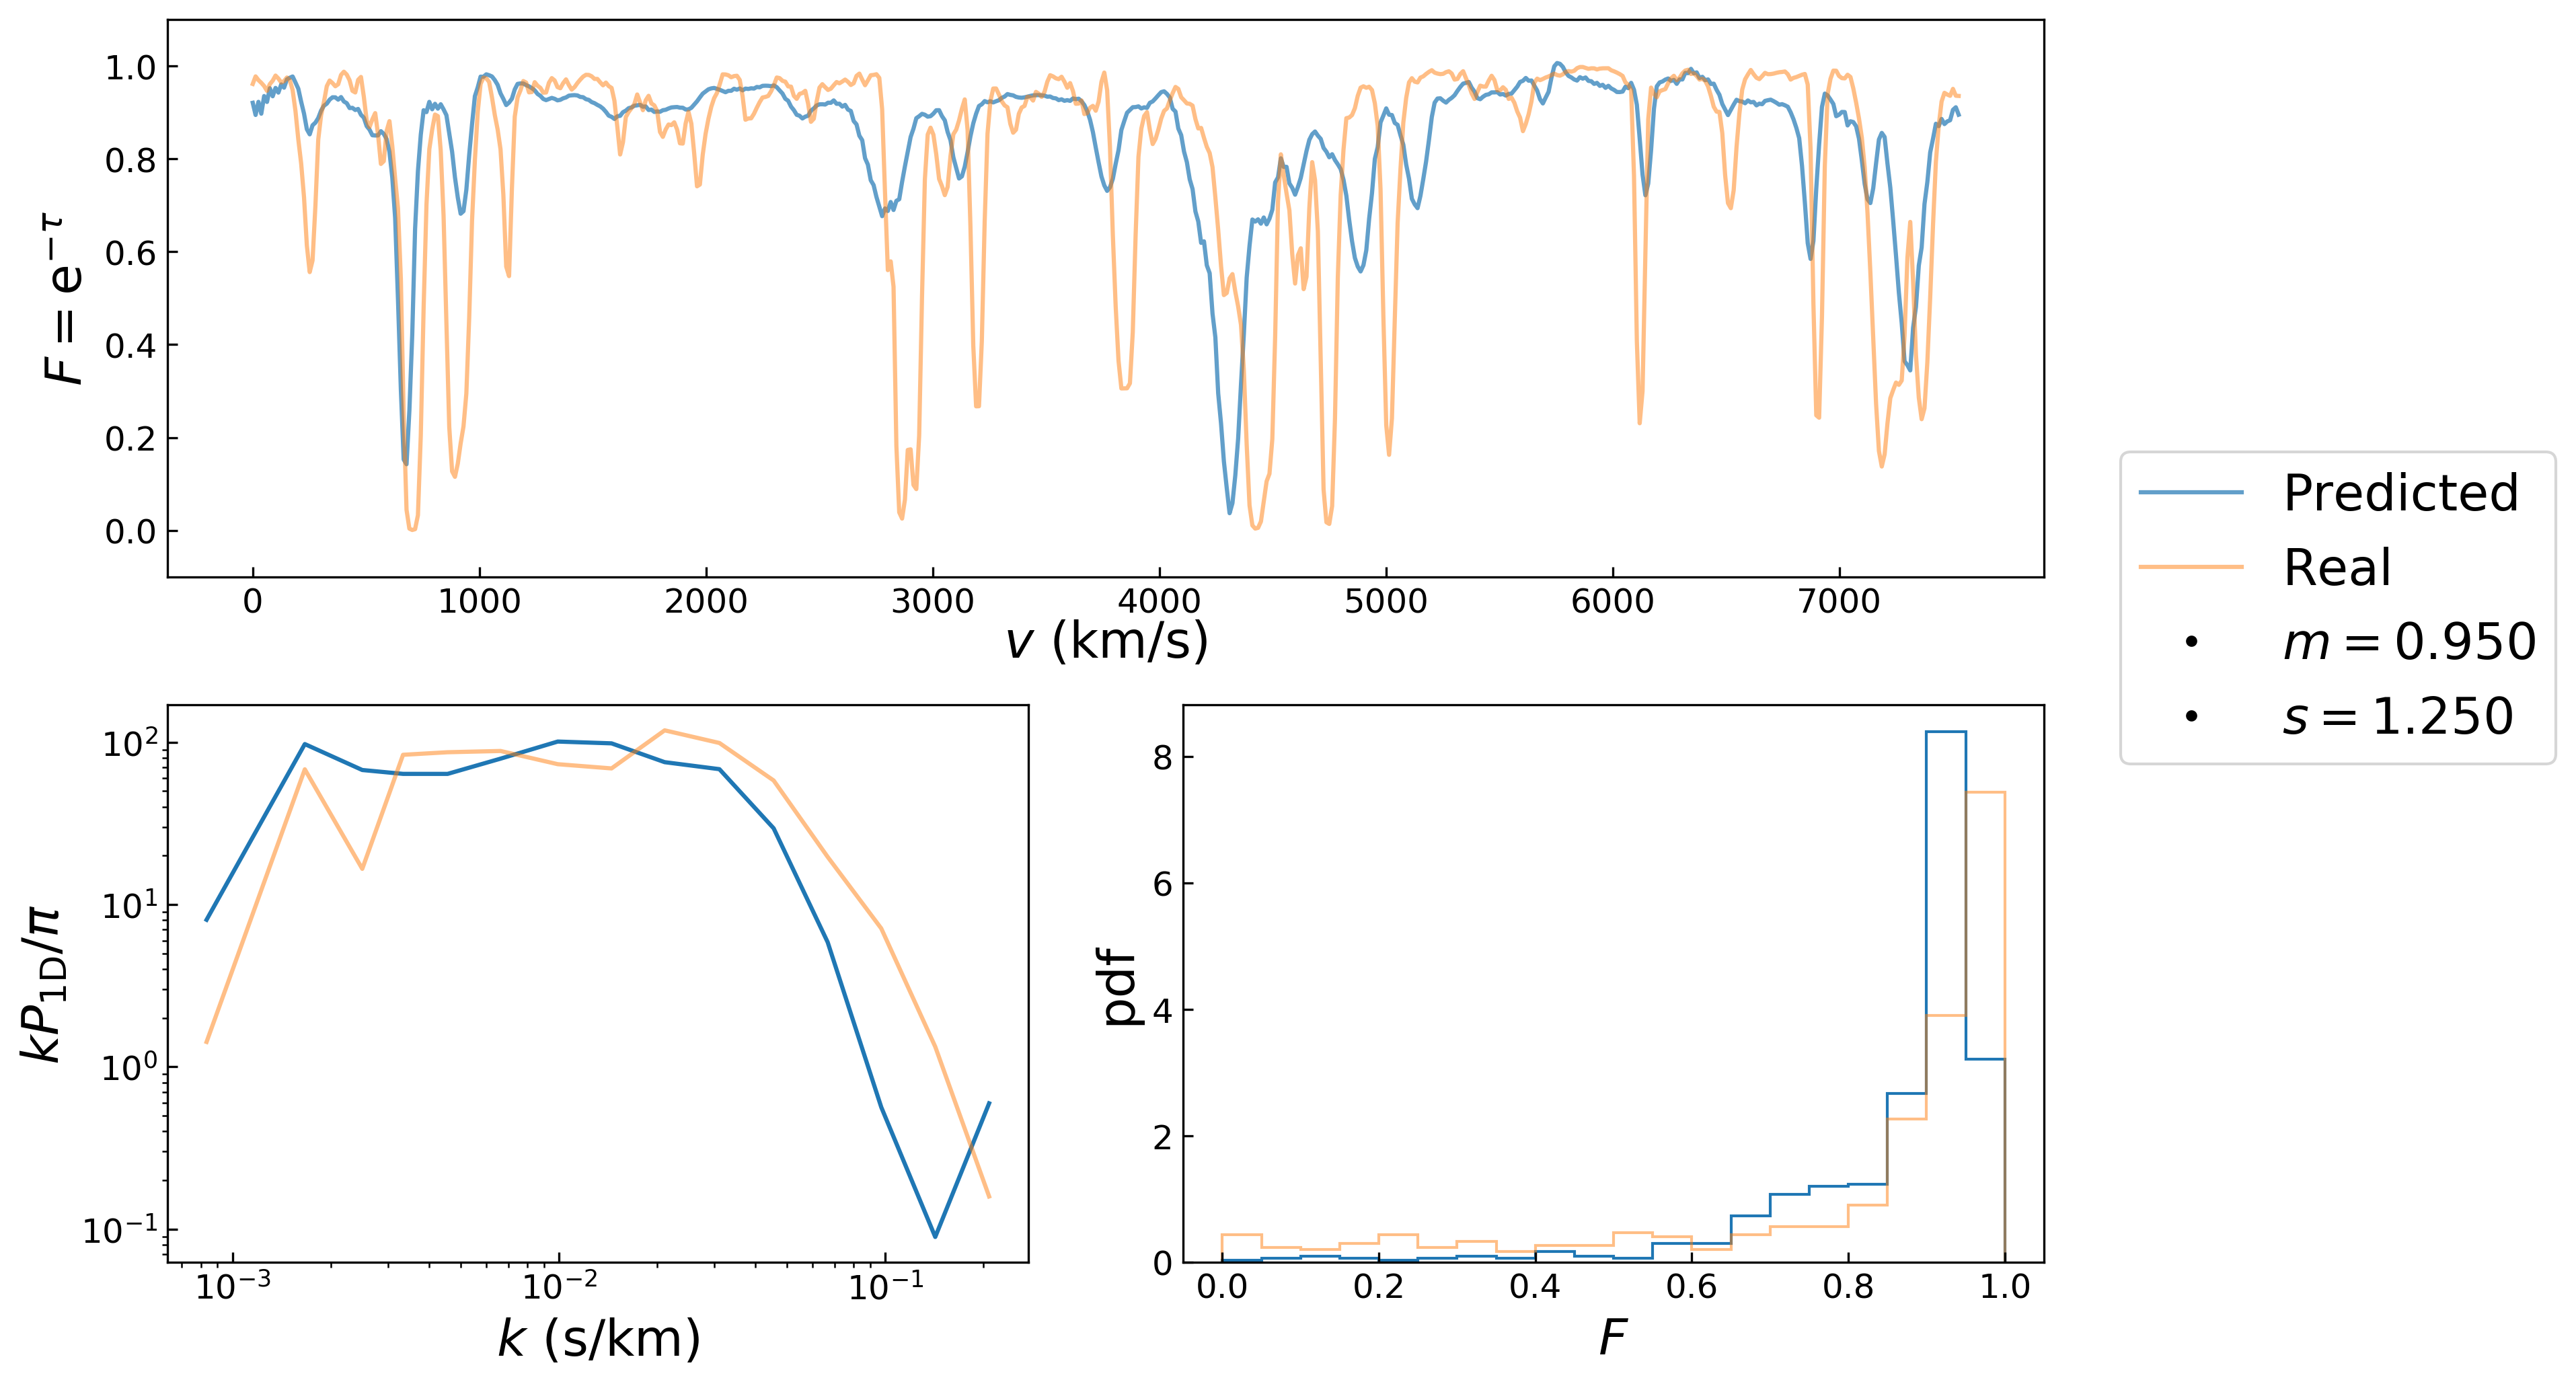 1.0
0.8
0.6
0.4
0.2
0.0
F = e^{−τ}
0 1000 2000 3000 4000 5000 6000 7000
v (km/s)
Predicted
Real
m = 0.950
s = 1.250
10^2
10^1
10^0
10^{−1}
kP_{1D}/π
10^{−3} 10^{−2} 10^{−1}
k (s/km)
8
6
4
2
0
pdf
0.0 0.2 0.4 0.6 0.8 1.0
F